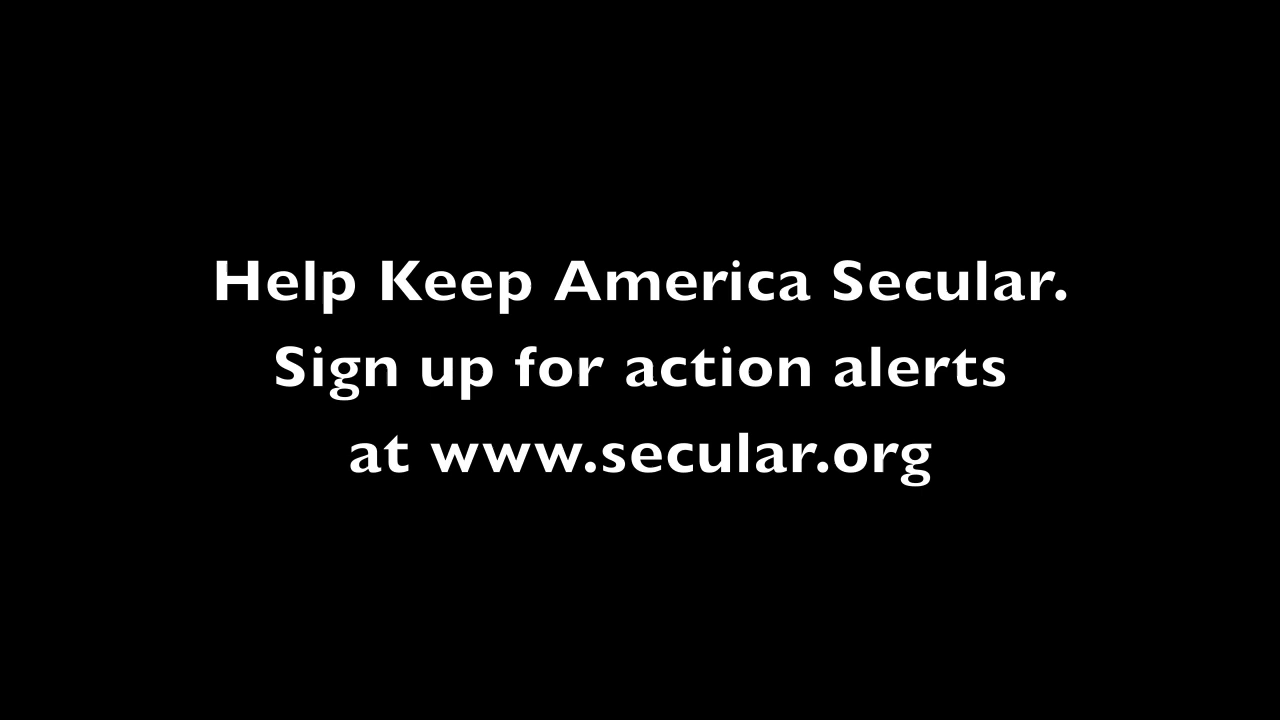 Help Keep America Secular.
Sign up for action alerts
at www.secular.org